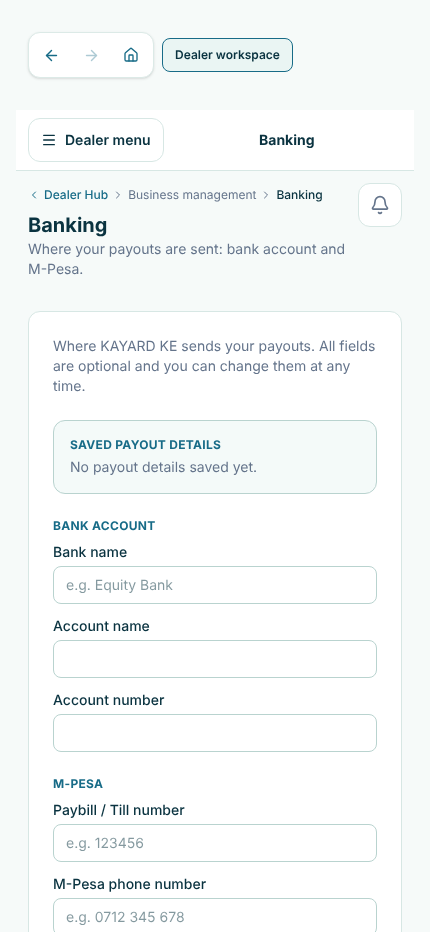 Dealer workspace
Dealer menu
Banking
Dealer Hub
Business management
Banking
Banking
Where your payouts are sent: bank account and
M-Pesa.
Where KAYARD KE sends your payouts. All fields
are optional and you can change them at any
time.
SAVED PAYOUT DETAILS
No payout details saved yet.
BANK ACCOUNT
Bank name
e.g. Equity Bank
Account name
Account number
M-PESA
Paybill / Till number
e.g. 123456
M-Pesa phone number
e.g. 0712 345 678